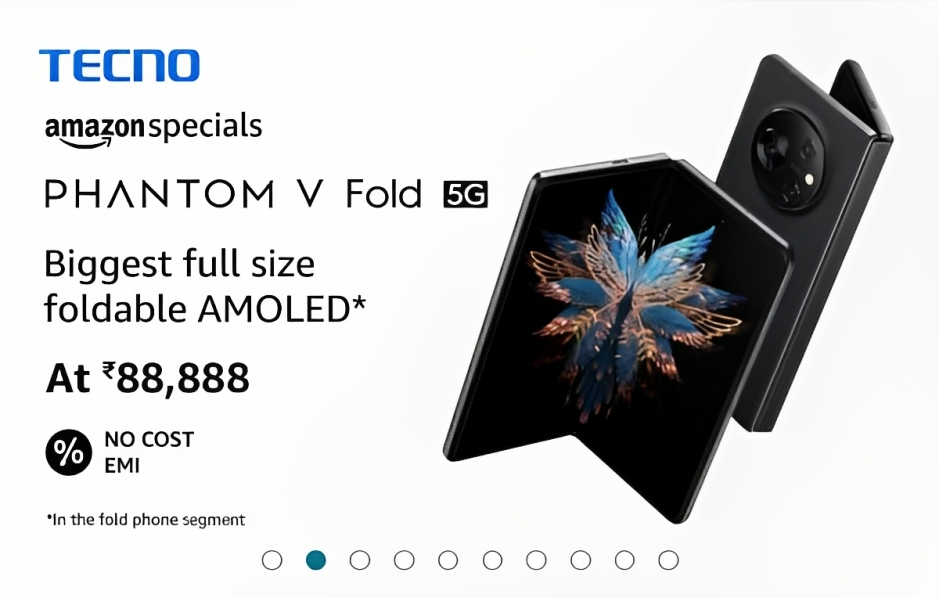 TECNO
amazonspecials
PHANTOM V Fold 5G
Biggest full size
foldable AMOLED*
At ₹88,888
% NO COST
EMI
*In the fold phone segment